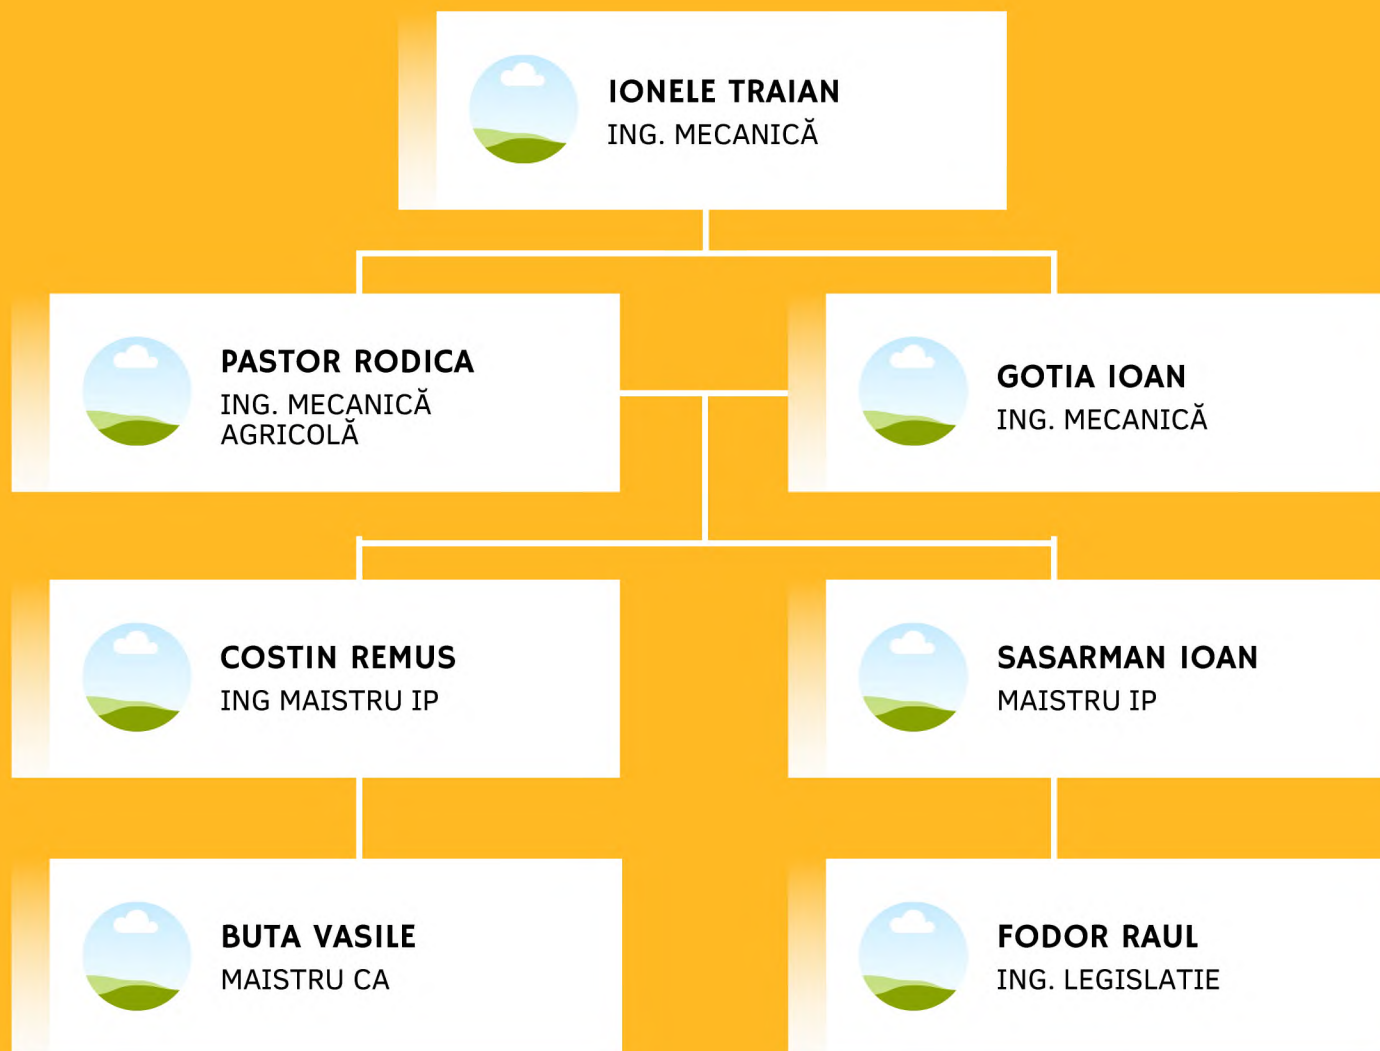 IONELE TRAIAN
ING. MECANICĂ
PASTOR RODICA
ING. MECANICĂ
AGRICOLĂ
GOTIA IOAN
ING. MECANICĂ
COSTIN REMUS
ING MAISTRU IP
SASARMAN IOAN
MAISTRU IP
BUTA VASILE
MAISTRU CA
FODOR RAUL
ING. LEGISLATIE